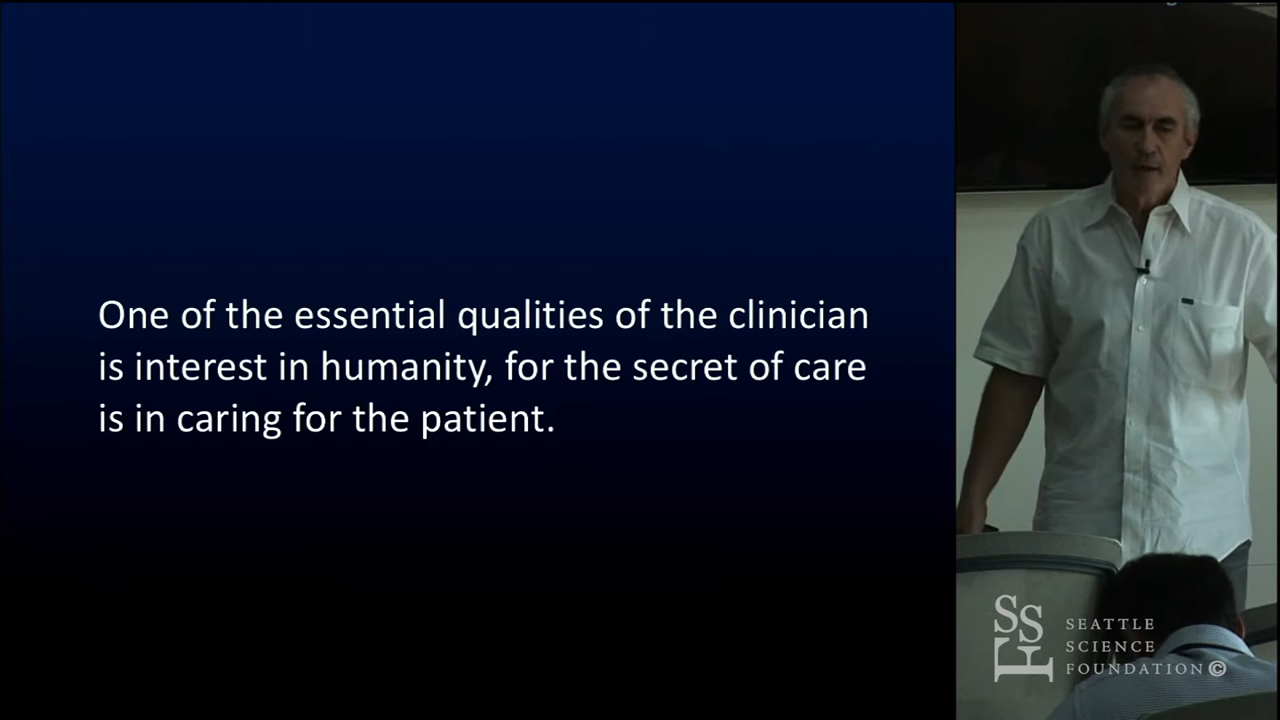 One of the essential qualities of the clinician
is interest in humanity, for the secret of care
is in caring for the patient.
SSF
SEATTLE
SCIENCE
FOUNDATION©